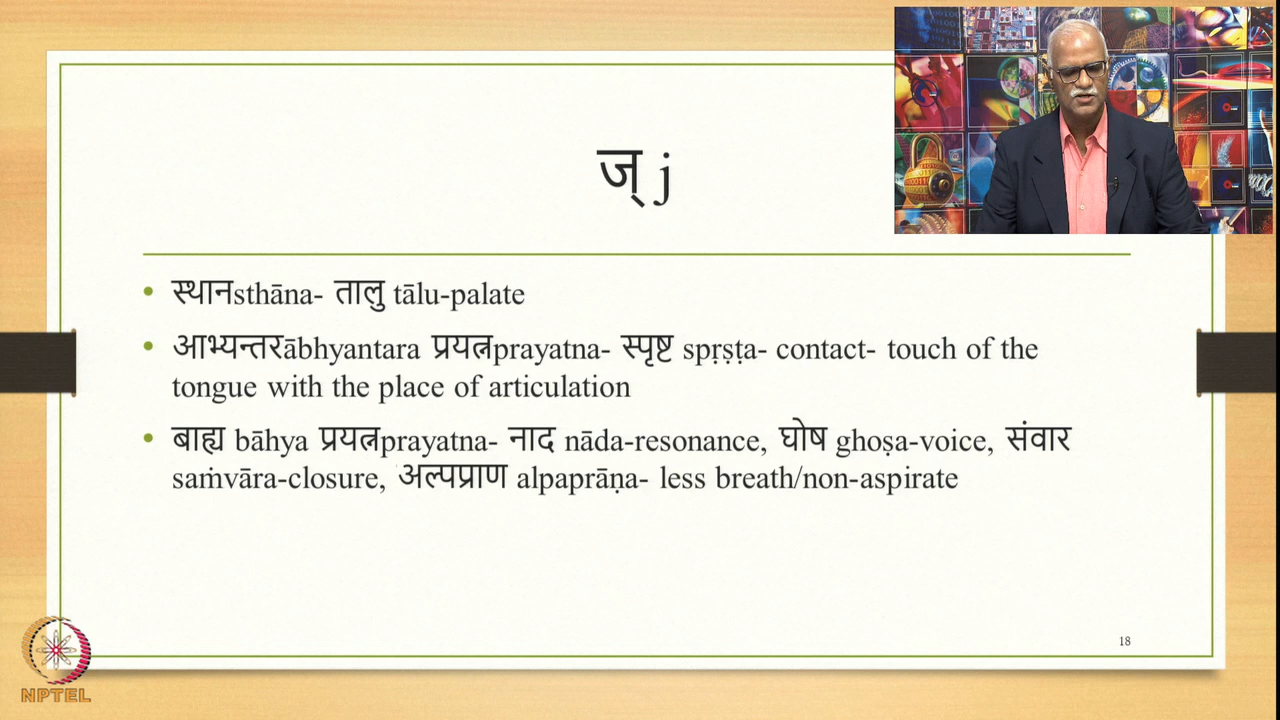 ज् j
• स्थानsthāna- तालु tālu-palate
• आभ्यन्तरābhyantara प्रयत्नprayatna- स्पृष्ट spṛṣṭa- contact- touch of the
tongue with the place of articulation
• बाह्य bāhya प्रयत्नprayatna- नाद nāda-resonance, घोष ghoṣa-voice, संवार
saṁvāra-closure, अल्पप्राण alpaprāṇa- less breath/non-aspirate
18
NPTEL